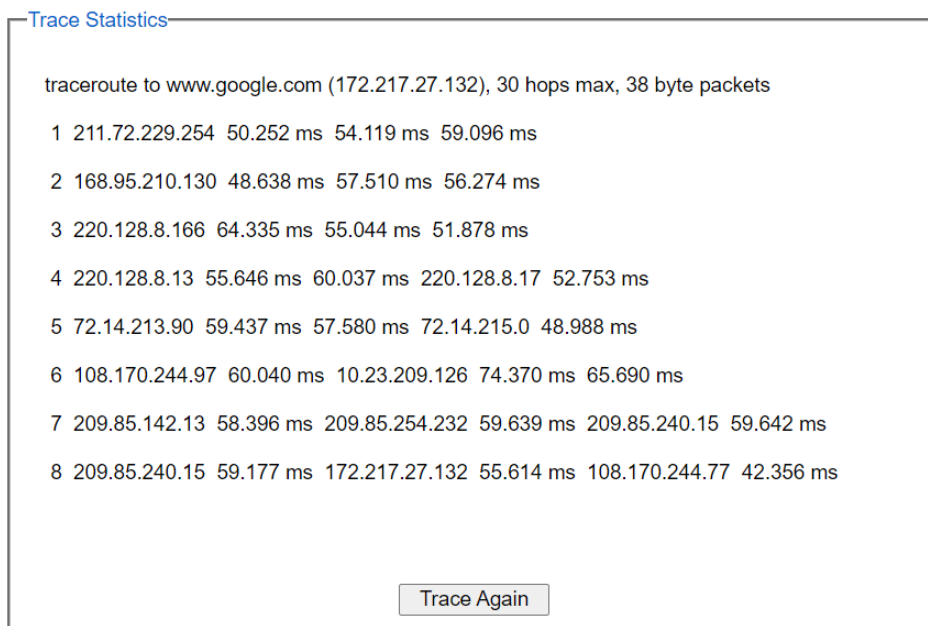 Trace Statistics
traceroute to www.google.com (172.217.27.132), 30 hops max, 38 byte packets
1 211.72.229.254 50.252 ms 54.119 ms 59.096 ms
2 168.95.210.130 48.638 ms 57.510 ms 56.274 ms
3 220.128.8.166 64.335 ms 55.044 ms 51.878 ms
4 220.128.8.13 55.646 ms 60.037 ms 220.128.8.17 52.753 ms
5 72.14.213.90 59.437 ms 57.580 ms 72.14.215.0 48.988 ms
6 108.170.244.97 60.040 ms 10.23.209.126 74.370 ms 65.690 ms
7 209.85.142.13 58.396 ms 209.85.254.232 59.639 ms 209.85.240.15 59.642 ms
8 209.85.240.15 59.177 ms 172.217.27.132 55.614 ms 108.170.244.77 42.356 ms
Trace Again